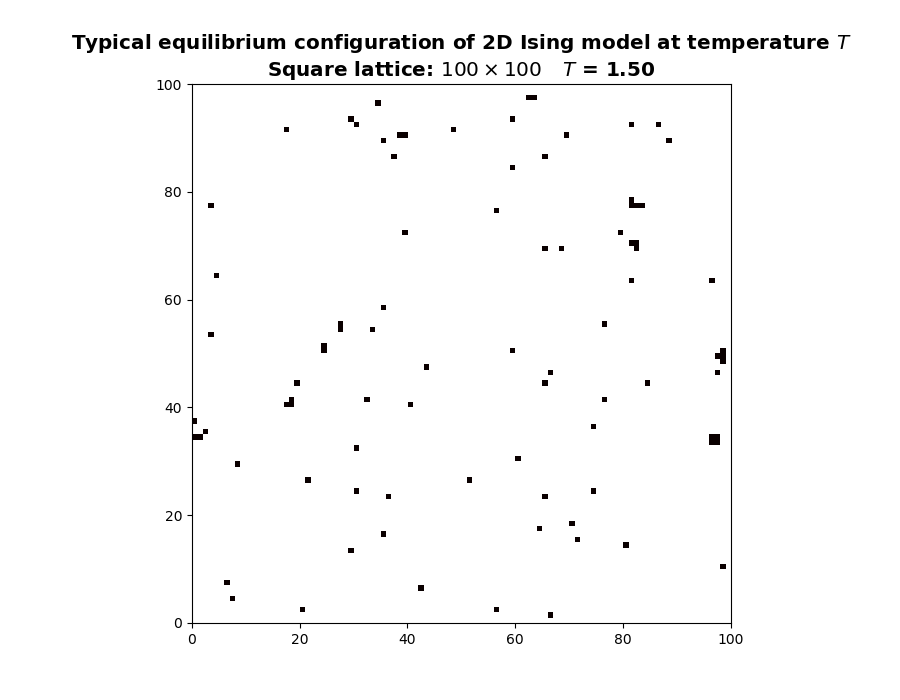 Typical equilibrium configuration of 2D Ising model at temperature T
Square lattice: 100 × 100 T = 1.50
100
80
60
40
20
0
0 20 40 60 80 100